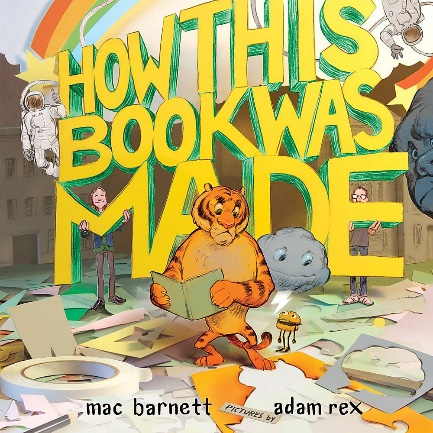 HOW THIS
BOOK WAS
MADE
mac barnett PICTURES BY adam rex